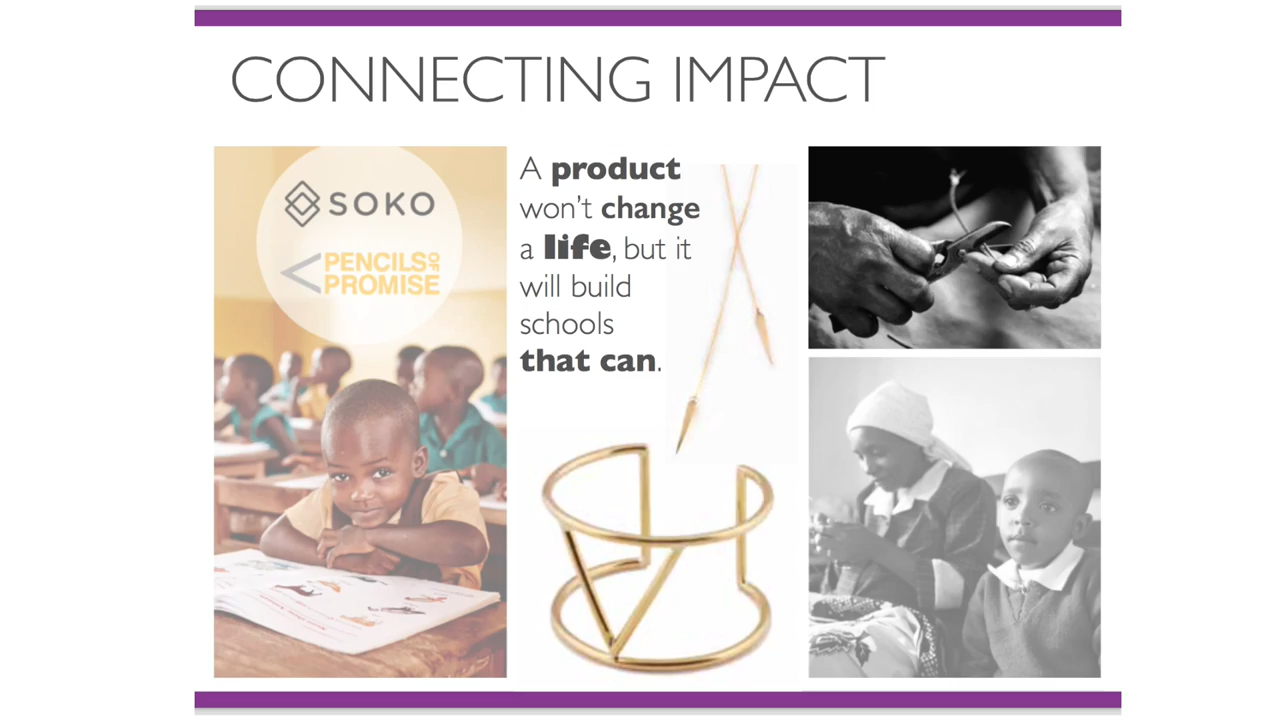 CONNECTING IMPACT
SOKO
PENCILS OF
PROMISE
A product
won't change
a life, but it
will build
schools
that can.